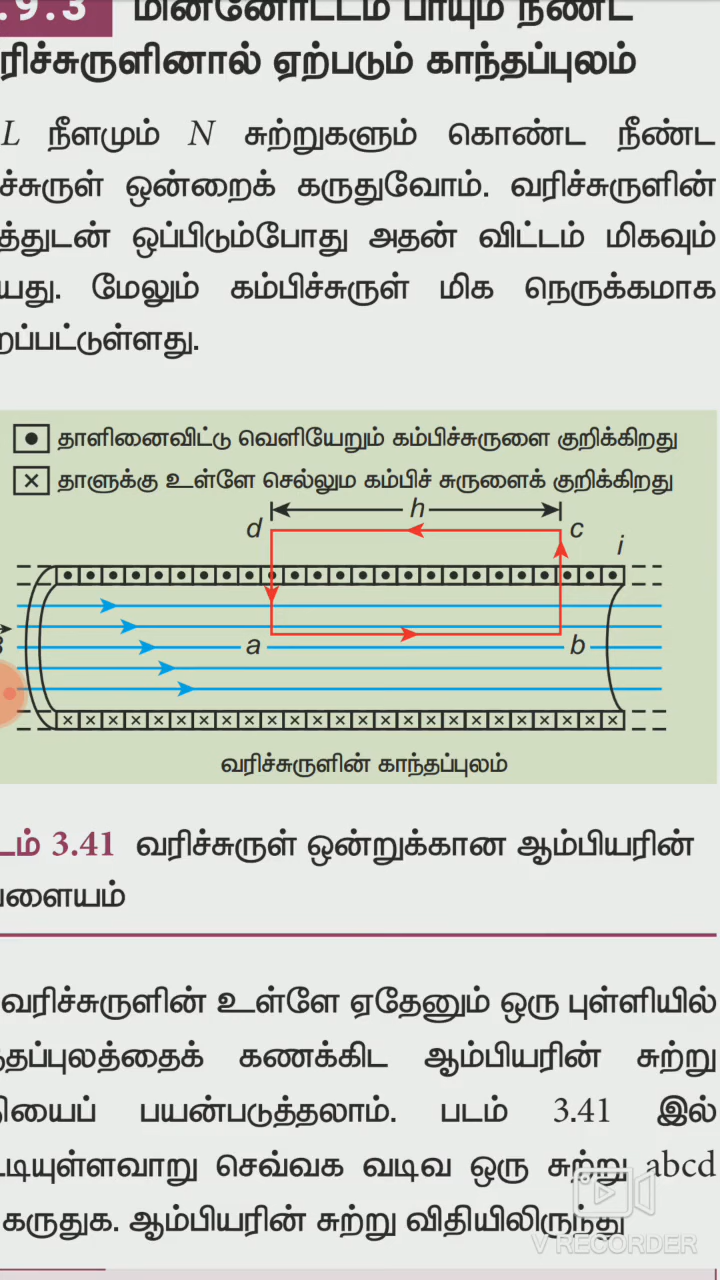 .9.3 மின்னோட்டம் பாயும் நீண்ட
ரிச்சுருளினால் ஏற்படும் காந்தப்புலம்
L நீளமும் N சுற்றுகளும் கொண்ட நீண்ட
ச்சுருள் ஒன்றைக் கருதுவோம். வரிச்சுருளின்
த்துடன் ஒப்பிடும்போது அதன் விட்டம் மிகவும்
யது. மேலும் கம்பிச்சுருள் மிக நெருக்கமாக
றப்பட்டுள்ளது.
தாளினைவிட்டு வெளியேறும் கம்பிச்சுருளை குறிக்கிறது
தாளுக்கு உள்ளே செல்லும கம்பிச் சுருளைக் குறிக்கிறது
h
d c
i
a b
வரிச்சுருளின் காந்தப்புலம்
டம் 3.41 வரிச்சுருள் ஒன்றுக்கான ஆம்பியரின்
வளையம்
வரிச்சுருளின் உள்ளே ஏதேனும் ஒரு புள்ளியில்
ந்தப்புலத்தைக் கணக்கிட ஆம்பியரின் சுற்று
தியைப் பயன்படுத்தலாம். படம் 3.41 இல்
ட்டியுள்ளவாறு செவ்வக வடிவ ஒரு சுற்று abcd
கருதுக. ஆம்பியரின் சுற்று விதியிலிருந்து
V RECORDER